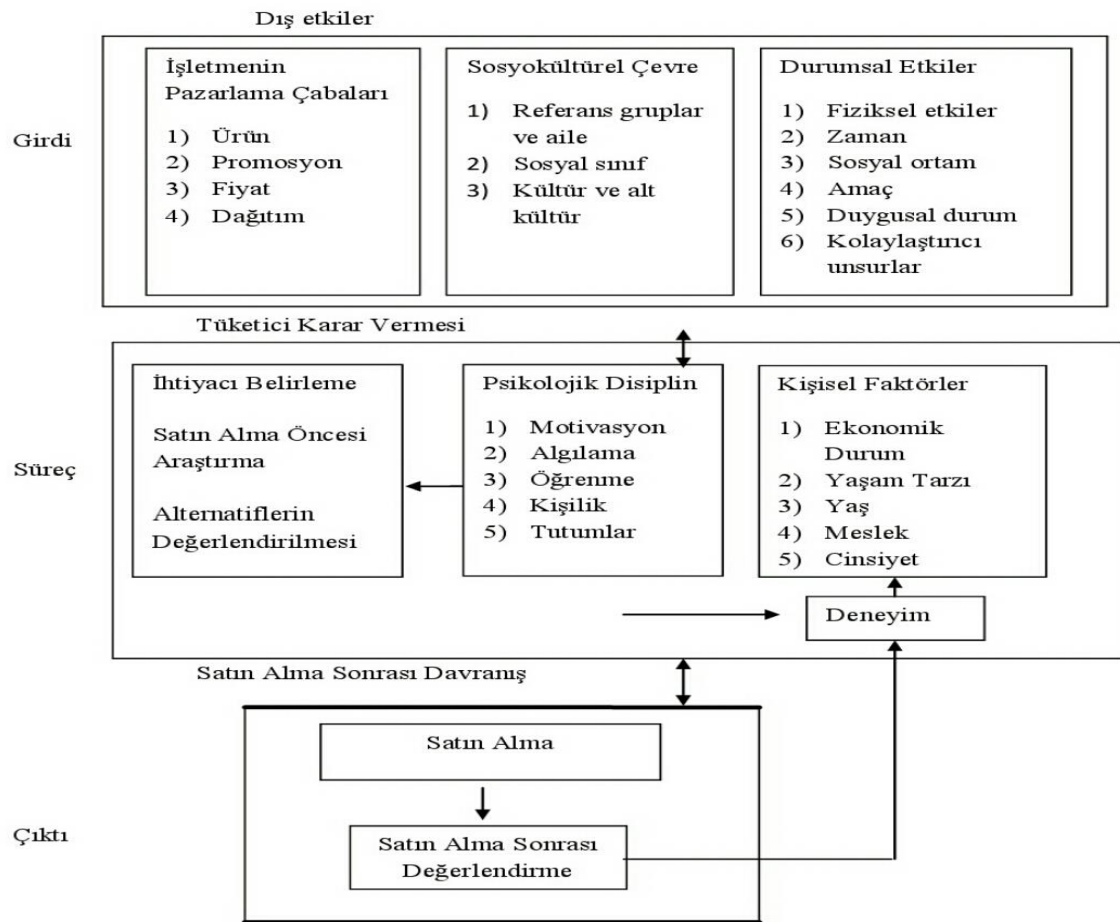 Dış etkiler
Girdi
İşletmenin
Pazarlama Çabaları
1) Ürün
2) Promosyon
3) Fiyat
4) Dağıtım
Sosyokültürel Çevre
1) Referans gruplar
ve aile
2) Sosyal sınıf
3) Kültür ve alt
kültür
Durumsal Etkiler
1) Fiziksel etkiler
2) Zaman
3) Sosyal ortam
4) Amaç
5) Duygusal durum
6) Kolaylaştırıcı
unsurlar
Tüketici Karar Vermesi
Süreç
İhtiyacı Belirleme
Satın Alma Öncesi
Araştırma
Alternatiflerin
Değerlendirilmesi
Psikolojik Disiplin
1) Motivasyon
2) Algılama
3) Öğrenme
4) Kişilik
5) Tutumlar
Kişisel Faktörler
1) Ekonomik
Durum
2) Yaşam Tarzı
3) Yaş
4) Meslek
5) Cinsiyet
Deneyim
Satın Alma Sonrası Davranış
Çıktı
Satın Alma
Satın Alma Sonrası
Değerlendirme